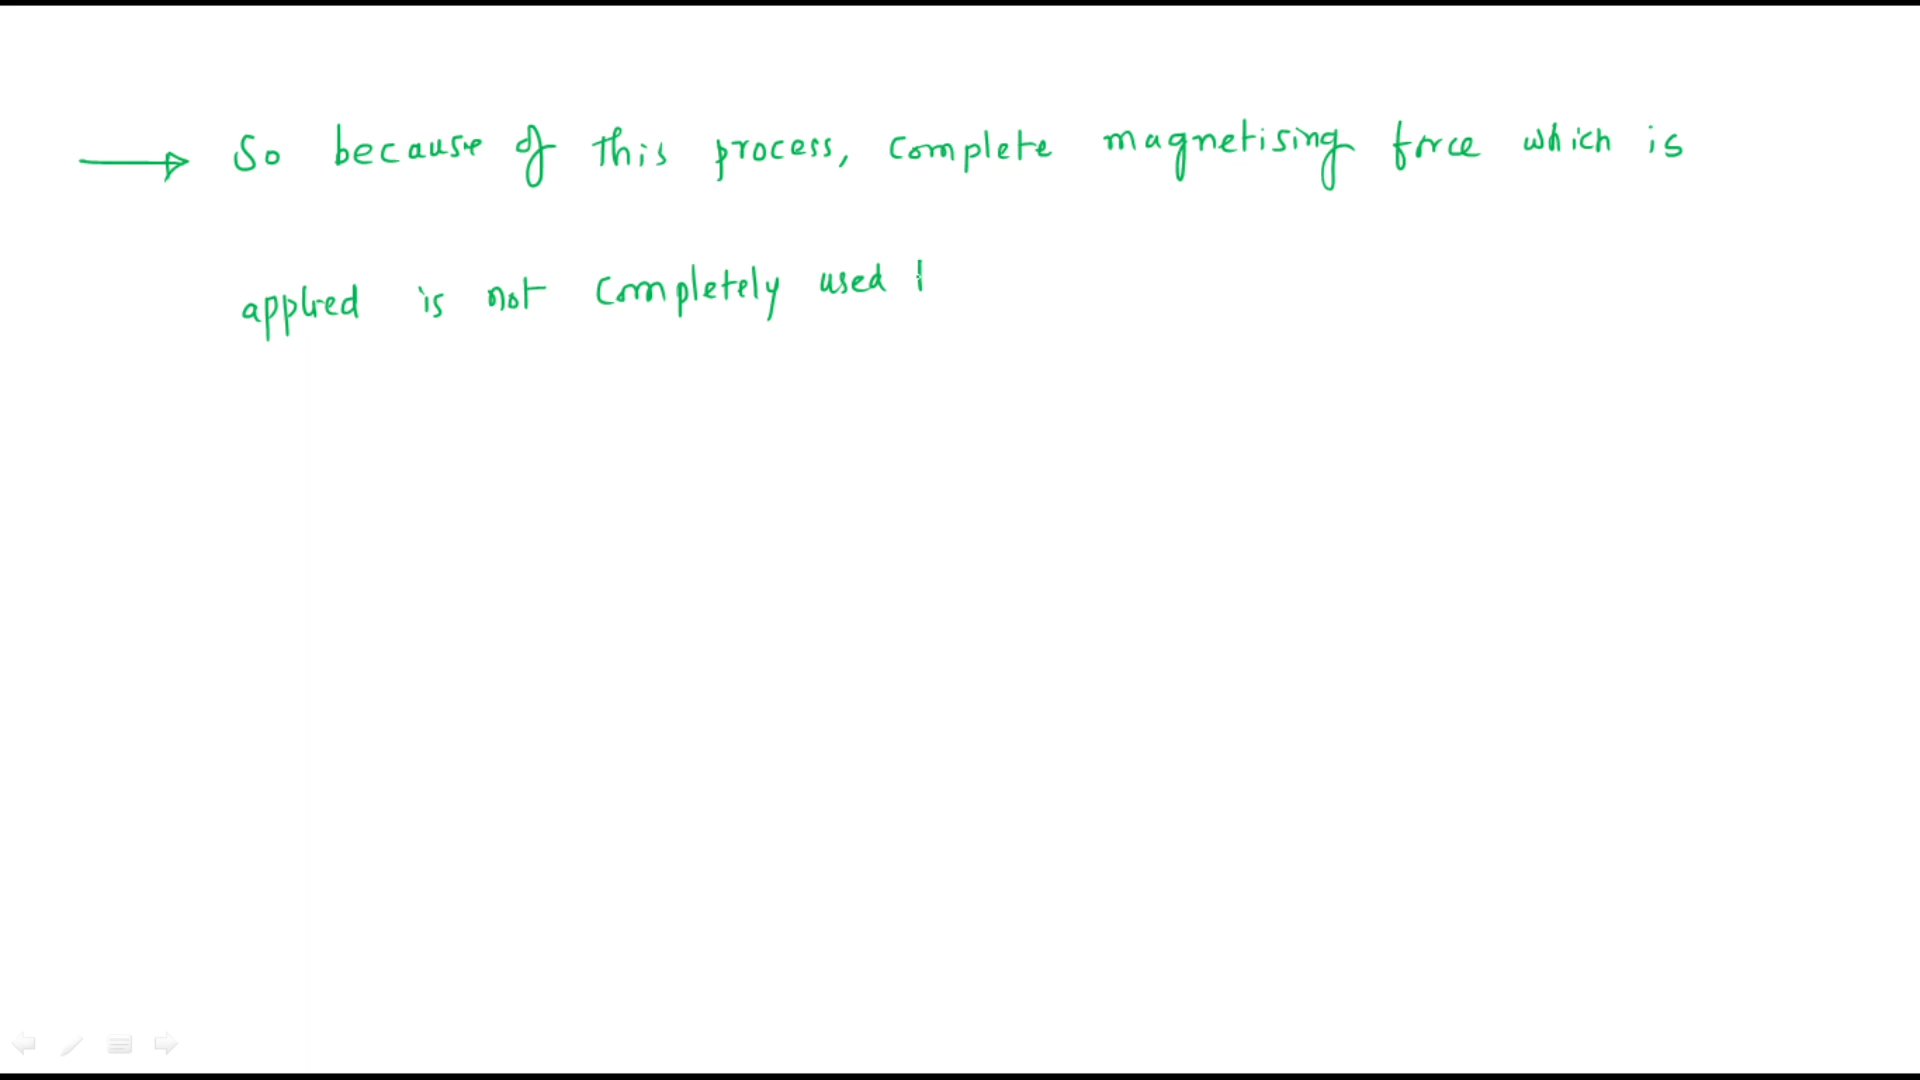 So because of this process, complete magnetising force which is
applied is not completely used